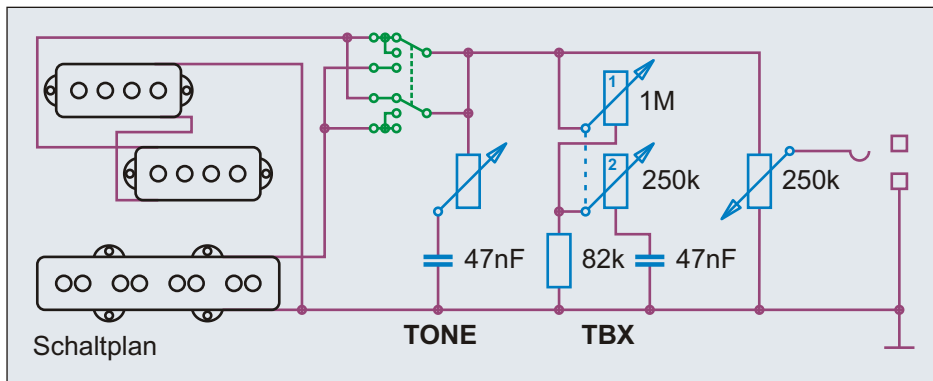 1
1M
2
250k
250k
47nF
82k
47nF
TONE
TBX
Schaltplan